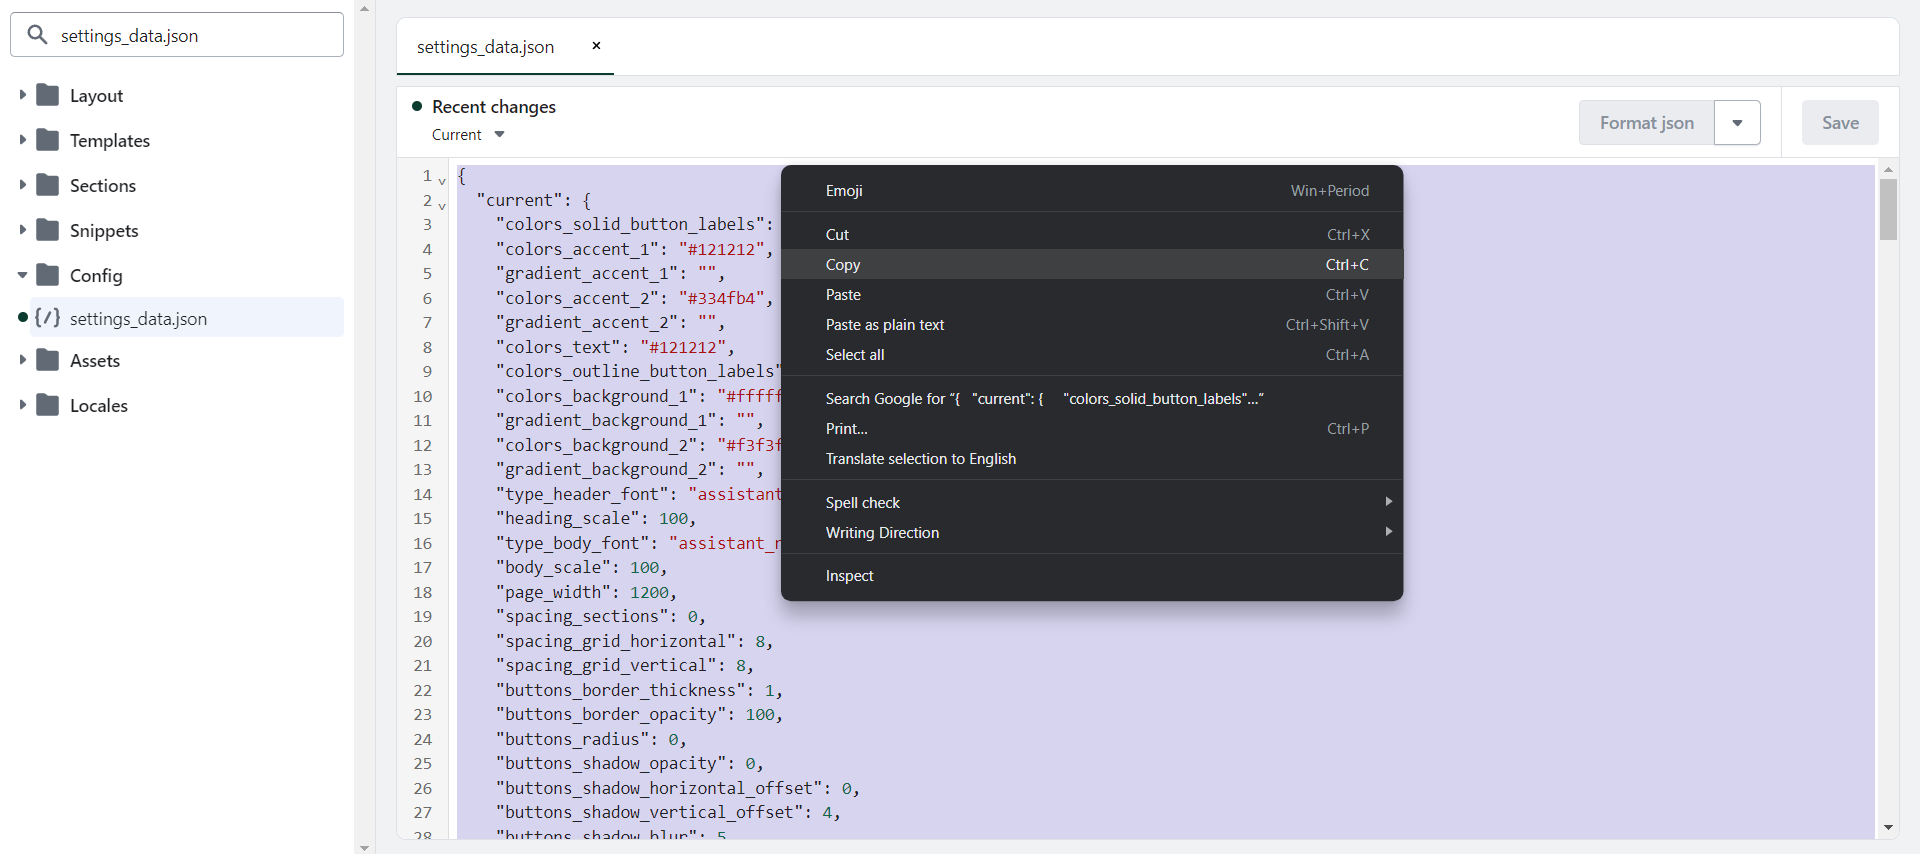 settings_data.json
Layout
Templates
Sections
Snippets
Config
settings_data.json
Assets
Locales
settings_data.json ×
Recent changes
Current
Format json
Save
1 {
2 "current": {
3 "colors_solid_button_labels":
4 "colors_accent_1": "#121212",
5 "gradient_accent_1": "",
6 "colors_accent_2": "#334fb4",
7 "gradient_accent_2": "",
8 "colors_text": "#121212",
9 "colors_outline_button_labels"
10 "colors_background_1": "#fffff
11 "gradient_background_1": "",
12 "colors_background_2": "#f3f3f
13 "gradient_background_2": "",
14 "type_header_font": "assistant
15 "heading_scale": 100,
16 "type_body_font": "assistant_n
17 "body_scale": 100,
18 "page_width": 1200,
19 "spacing_sections": 0,
20 "spacing_grid_horizontal": 8,
21 "spacing_grid_vertical": 8,
22 "buttons_border_thickness": 1,
23 "buttons_border_opacity": 100,
24 "buttons_radius": 0,
25 "buttons_shadow_opacity": 0,
26 "buttons_shadow_horizontal_offset": 0,
27 "buttons_shadow_vertical_offset": 4,
28 "buttons_shadow_blur": 5
Emoji Win+Period
Cut Ctrl+X
Copy Ctrl+C
Paste Ctrl+V
Paste as plain text Ctrl+Shift+V
Select all Ctrl+A
Search Google for “{ "current": { "colors_solid_button_labels"...”
Print... Ctrl+P
Translate selection to English
Spell check
Writing Direction
Inspect